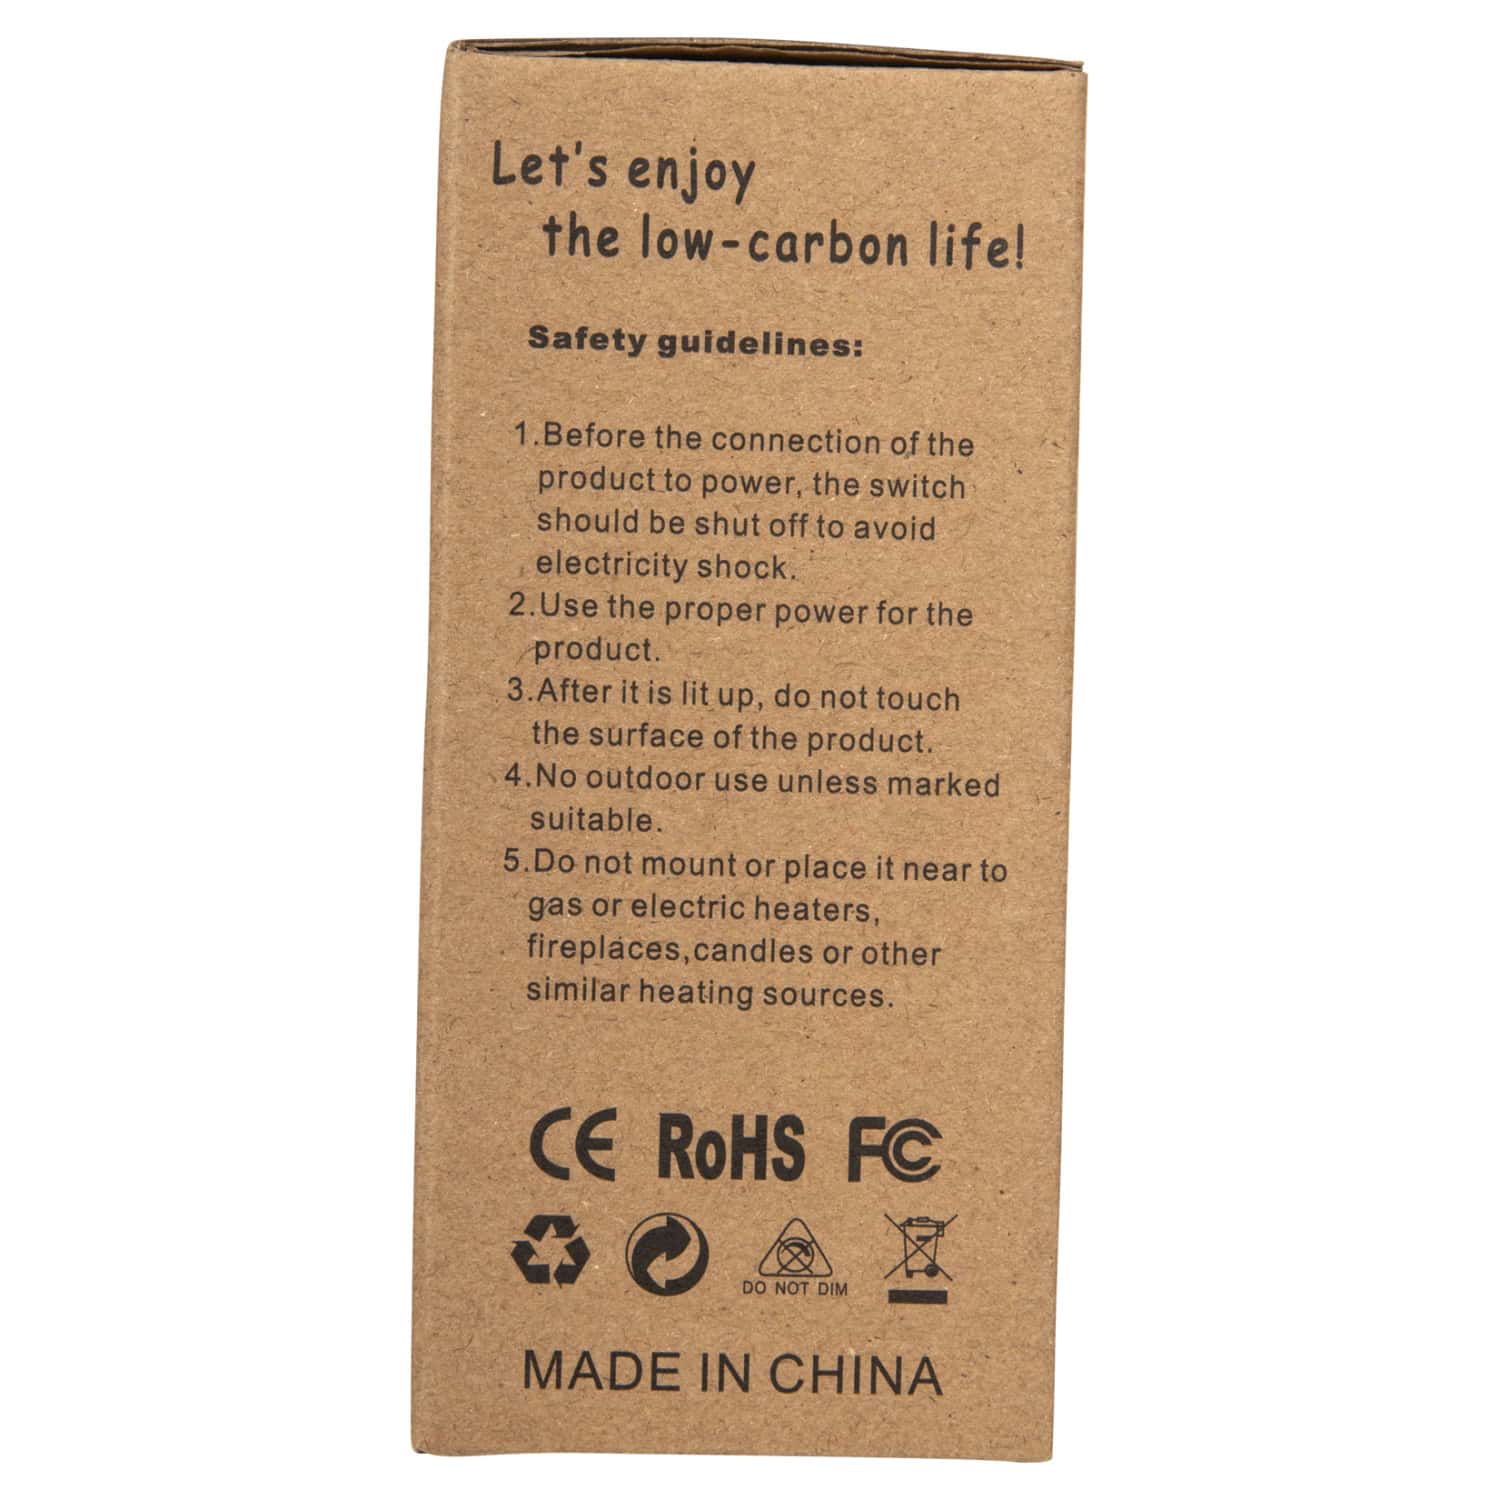 Let's enjoy
the low-carbon life!
Safety guidelines:
1.Before the connection of the
product to power, the switch
should be shut off to avoid
electricity shock.
2.Use the proper power for the
product.
3.After it is lit up, do not touch
the surface of the product.
4.No outdoor use unless marked
suitable.
5.Do not mount or place it near to
gas or electric heaters,
fireplaces,candles or other
similar heating sources.
CE RoHS FC
DO NOT DIM
MADE IN CHINA